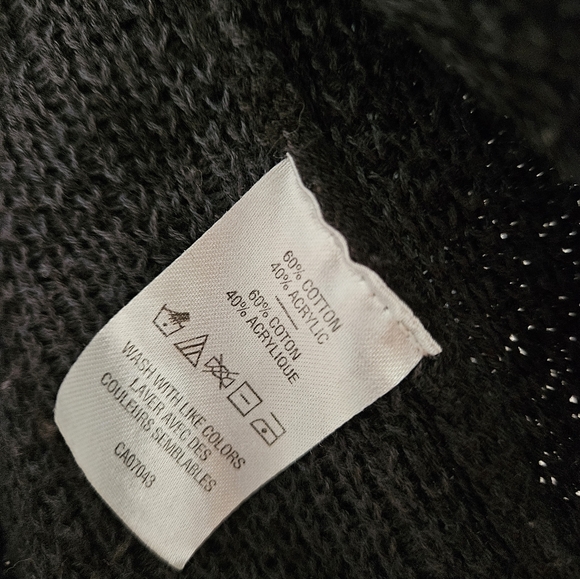 60% COTTON
40% ACRYLIC
60% COTON
40% ACRYLIQUE
WASH WITH LIKE COLORS
LAVER AVEC DES
COULEURS SEMBLABLES
CA07043